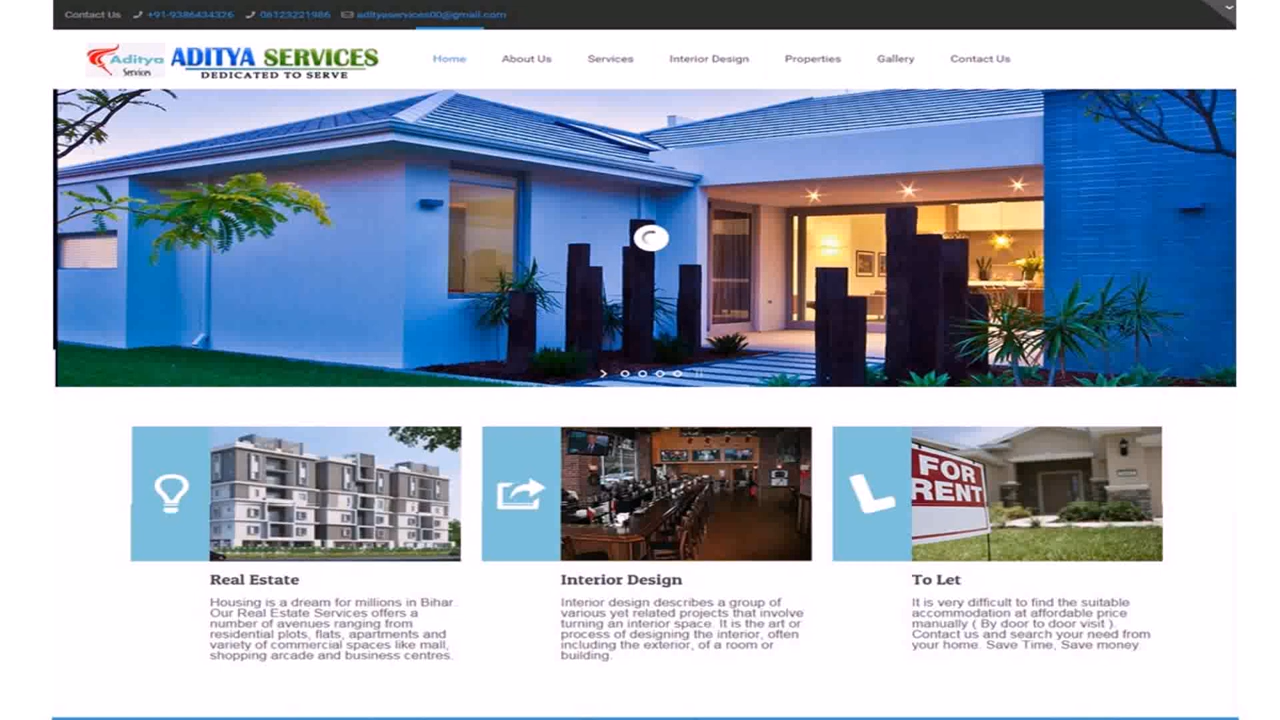 Contact Us +91-9386434326 06123221986 adityaservices00@gmail.com
Aditya Services ADITYA SERVICES
DEDICATED TO SERVE
Home About Us Services Interior Design Properties Gallery Contact Us
FOR
RENT
Real Estate
Housing is a dream for millions in Bihar.
Our Real Estate Services offers a
number of avenues ranging from
residential plots, flats, apartments and
variety of commercial spaces like mall,
shopping arcade and business centres.
Interior Design
Interior design describes a group of
various yet related projects that involve
turning an interior space. It is the art or
process of designing the interior, often
including the exterior, of a room or
building.
To Let
It is very difficult to find the suitable
accommodation at affordable price
manually ( By door to door visit ).
Contact us and search your need from
your home. Save Time, Save money.